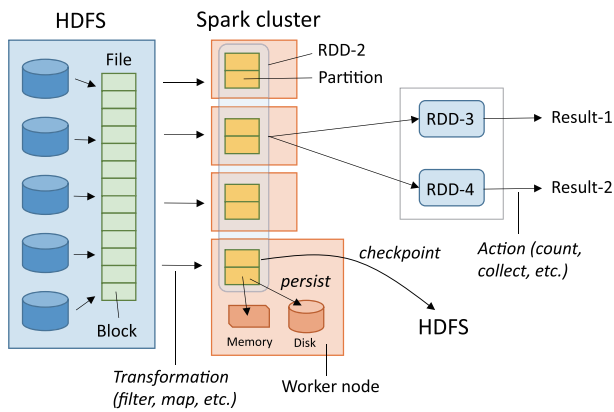 HDFS
Spark cluster
File
RDD-2
Partition
RDD-3
Result-1
RDD-4
Result-2
checkpoint
Action (count,
collect, etc.)
persist
HDFS
Block
Memory
Disk
Transformation
(filter, map, etc.)
Worker node